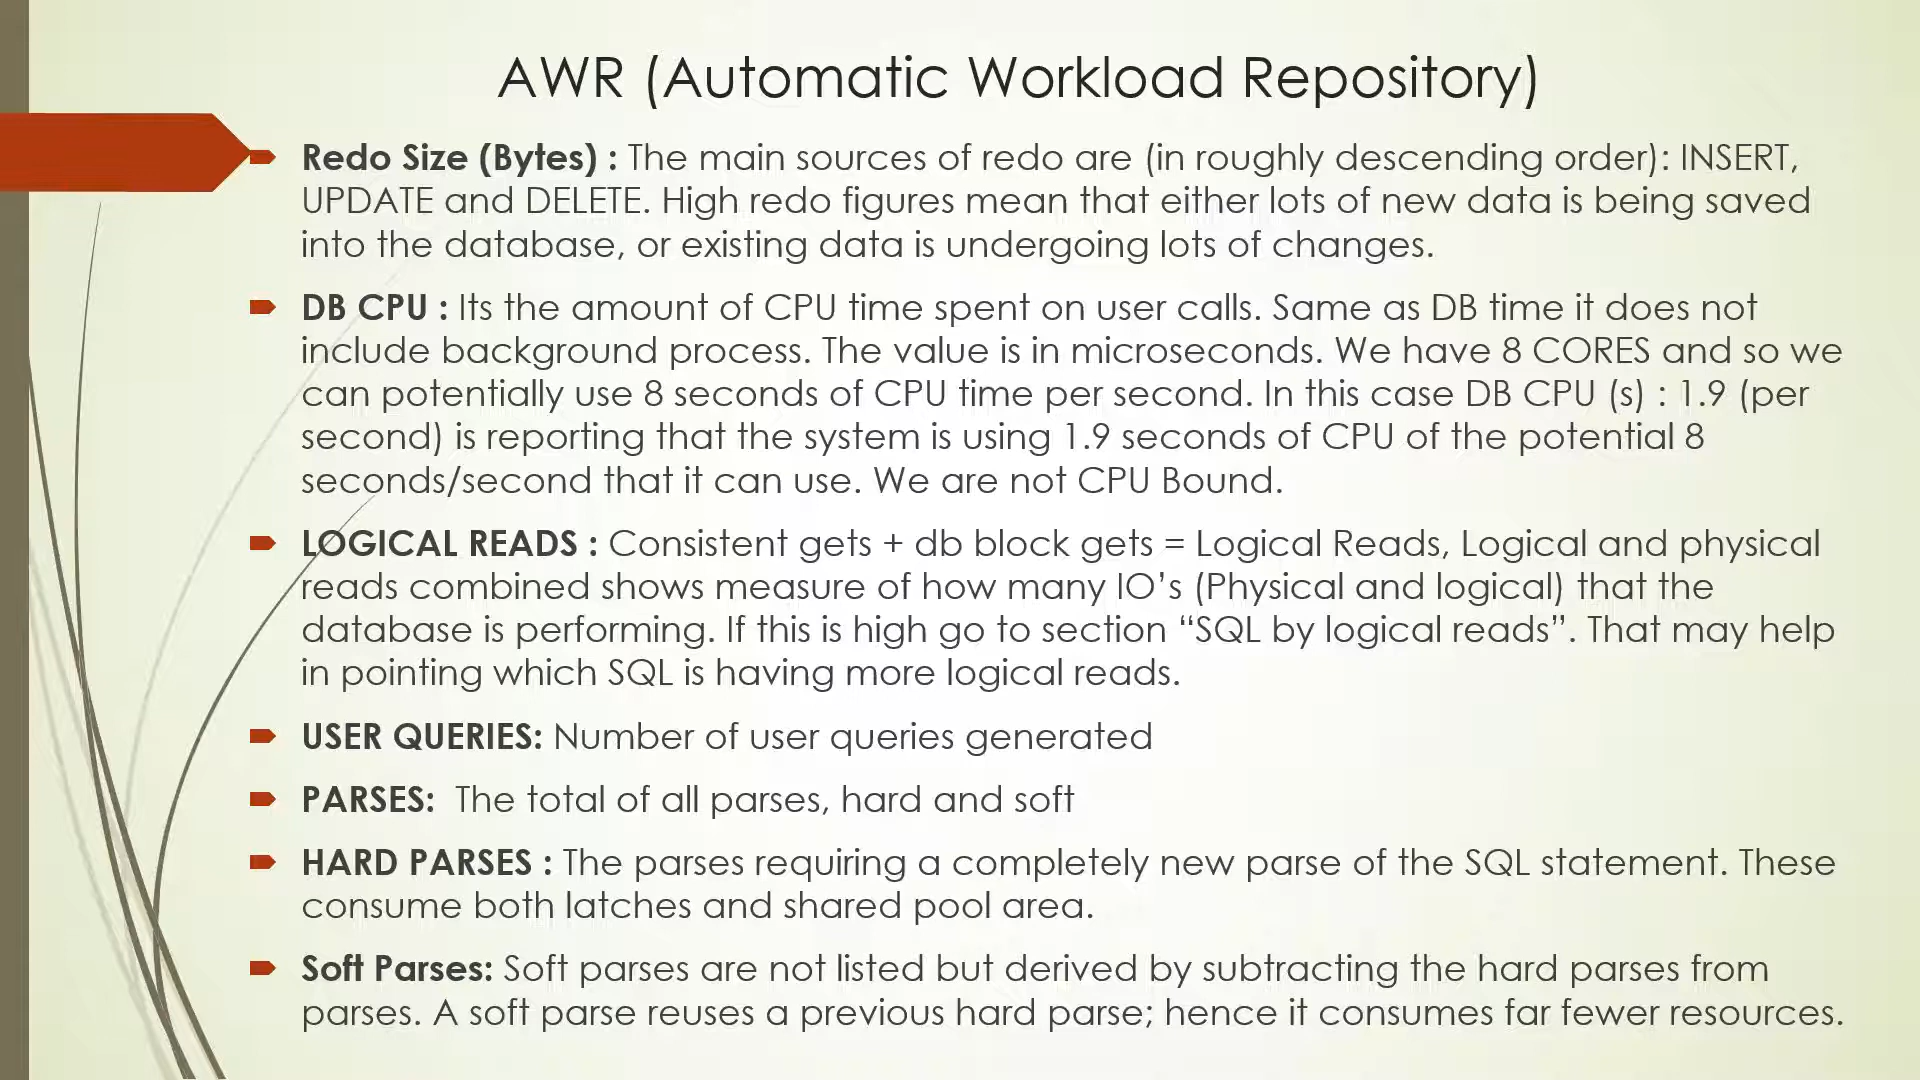 AWR (Automatic Workload Repository)
Redo Size (Bytes) : The main sources of redo are (in roughly descending order): INSERT,
UPDATE and DELETE. High redo figures mean that either lots of new data is being saved
into the database, or existing data is undergoing lots of changes.
DB CPU : Its the amount of CPU time spent on user calls. Same as DB time it does not
include background process. The value is in microseconds. We have 8 CORES and so we
can potentially use 8 seconds of CPU time per second. In this case DB CPU (s) : 1.9 (per
second) is reporting that the system is using 1.9 seconds of CPU of the potential 8
seconds/second that it can use. We are not CPU Bound.
LOGICAL READS : Consistent gets + db block gets = Logical Reads, Logical and physical
reads combined shows measure of how many IO’s (Physical and logical) that the
database is performing. If this is high go to section “SQL by logical reads”. That may help
in pointing which SQL is having more logical reads.
USER QUERIES: Number of user queries generated
PARSES: The total of all parses, hard and soft
HARD PARSES : The parses requiring a completely new parse of the SQL statement. These
consume both latches and shared pool area.
Soft Parses: Soft parses are not listed but derived by subtracting the hard parses from
parses. A soft parse reuses a previous hard parse; hence it consumes far fewer resources.